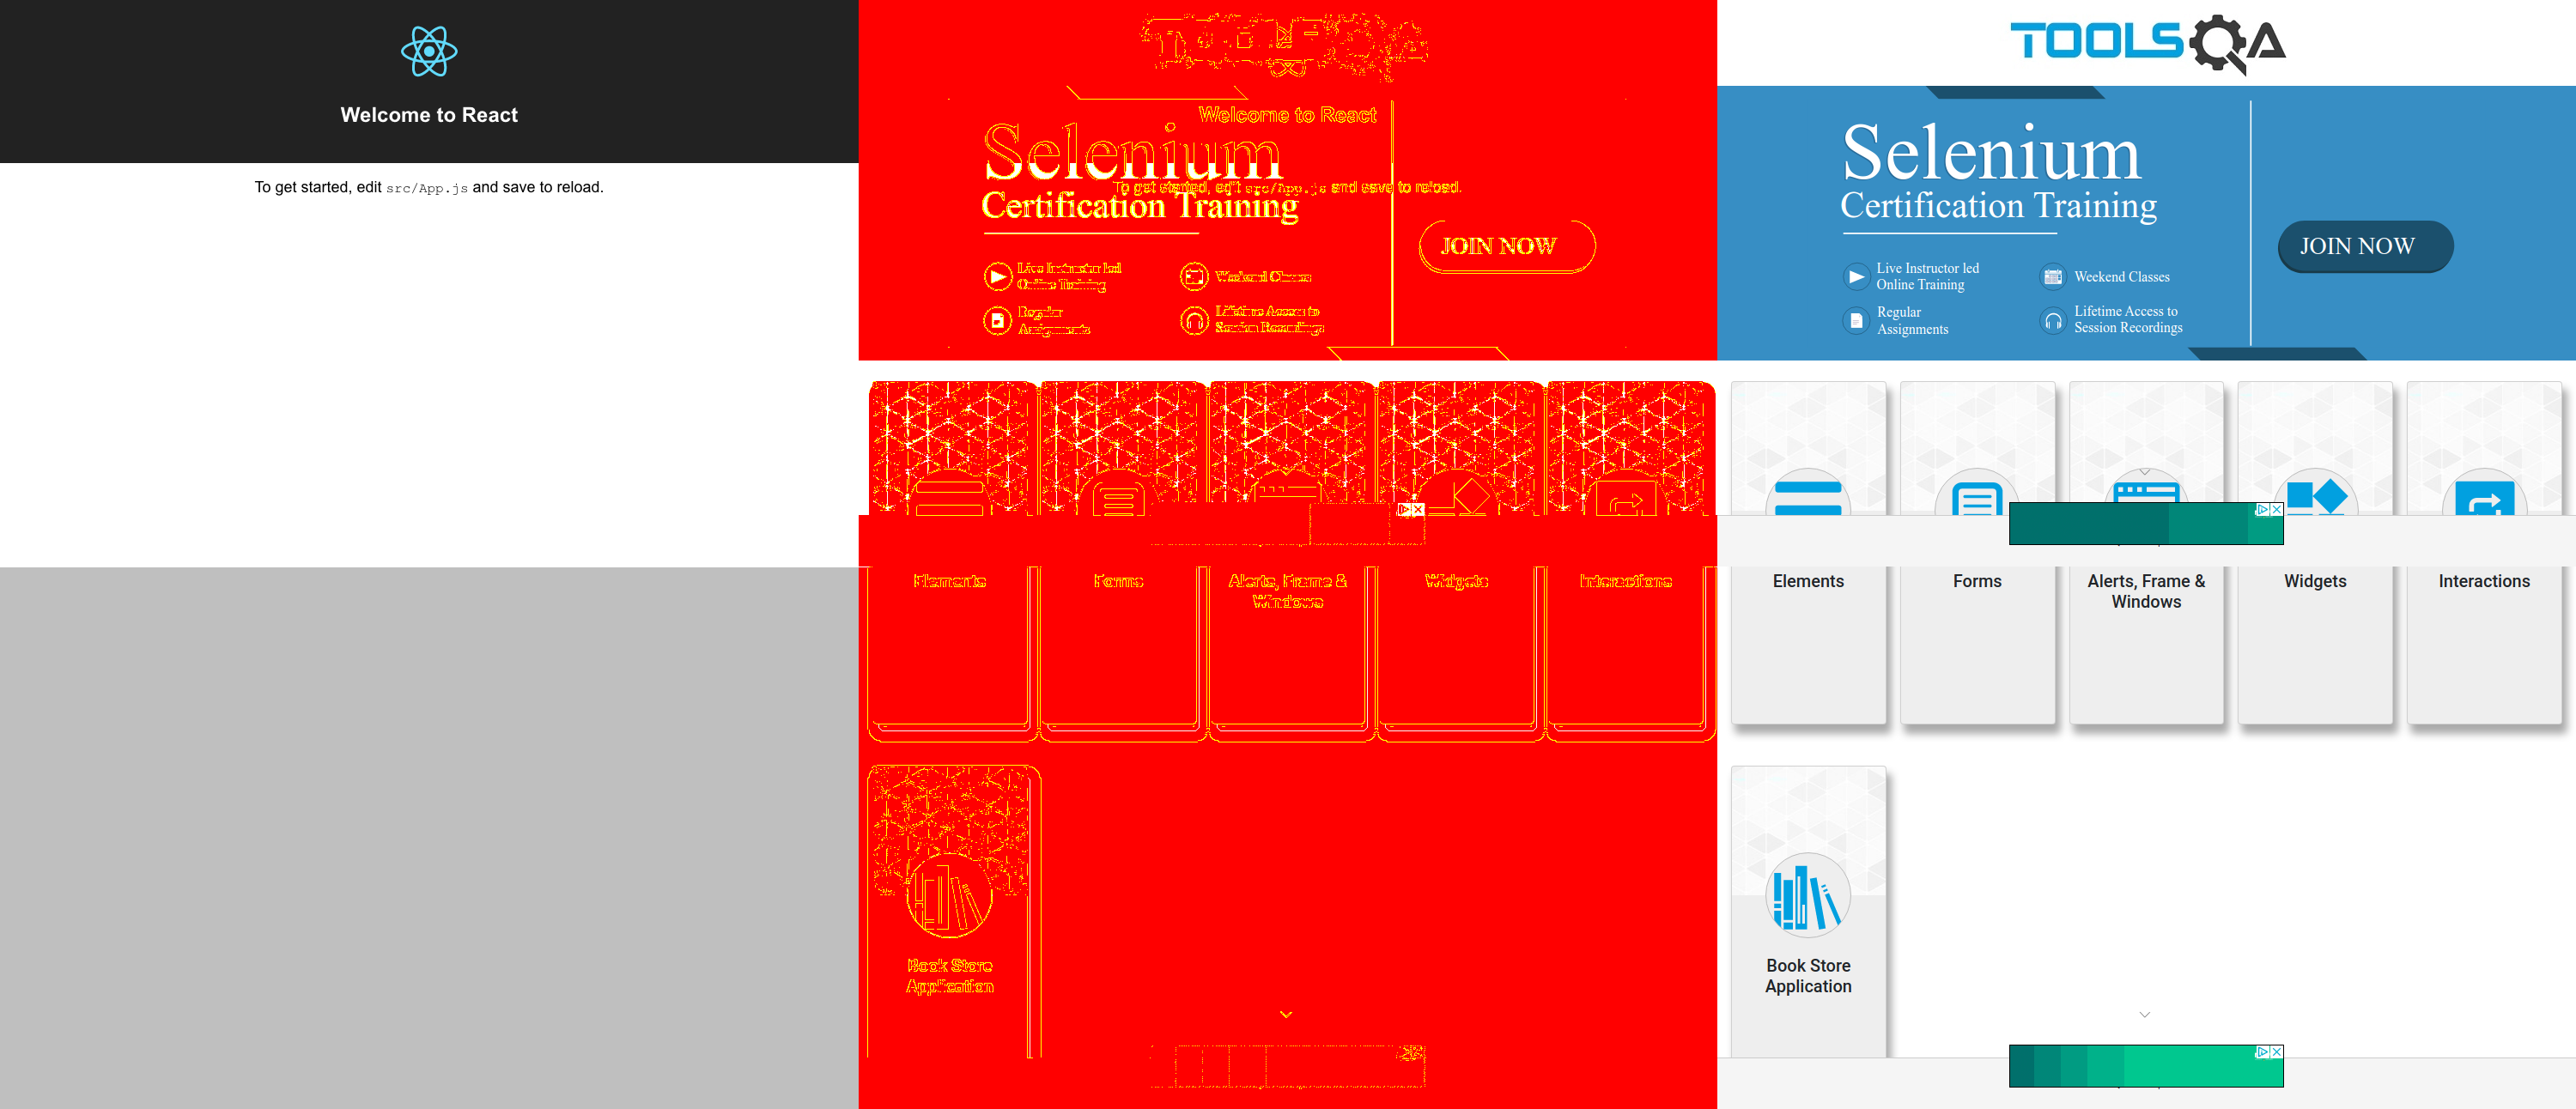 Welcome to React
To get started, edit src/App.js and save to reload.
Welcome to React
Selenium
To get started, edit src/App.js and save to reload.
Certification Training
JOIN NOW
Live Instructor led
Online Training
Weekend Classes
Regular
Assignments
Lifetime Access to
Session Recordings
Elements
Forms
Alerts, Frame &
Windows
Widgets
Interactions
Book Store
Application
TOOLSQA
Selenium
Certification Training
JOIN NOW
Live Instructor led
Online Training
Weekend Classes
Regular
Assignments
Lifetime Access to
Session Recordings
Elements
Forms
Alerts, Frame &
Windows
Widgets
Interactions
Book Store
Application